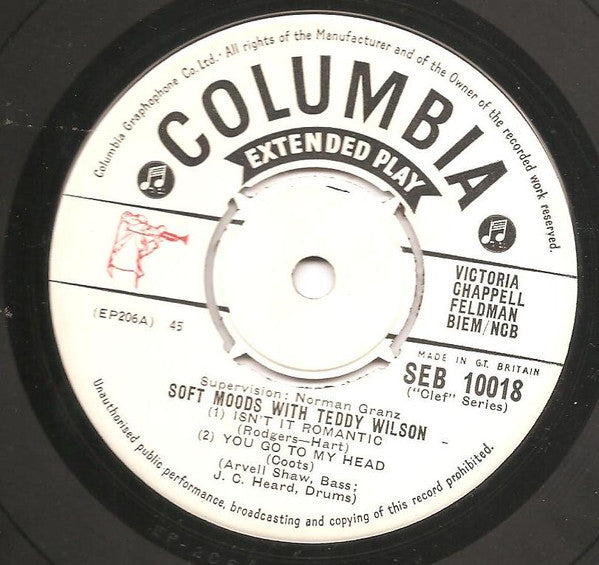 Columbia Graphophone Co. Ltd. · All rights of the Manufacturer and of the Owner of the recorded work reserved.
COLUMBIA
EXTENDED PLAY
VICTORIA
CHAPPELL
FELDMAN
BIEM/NCB
(EP206A) 45
MADE IN GT. BRITAIN
SEB 10018
("Clef" Series)
Supervision: Norman Granz
SOFT MOODS WITH TEDDY WILSON –
(1) ISN'T IT ROMANTIC
(Rodgers—Hart)
(2) YOU GO TO MY HEAD
(Coots)
(Arvell Shaw, Bass;
J. C. Heard, Drums)
Unauthorised public performance, broadcasting and copying of this record prohibited.